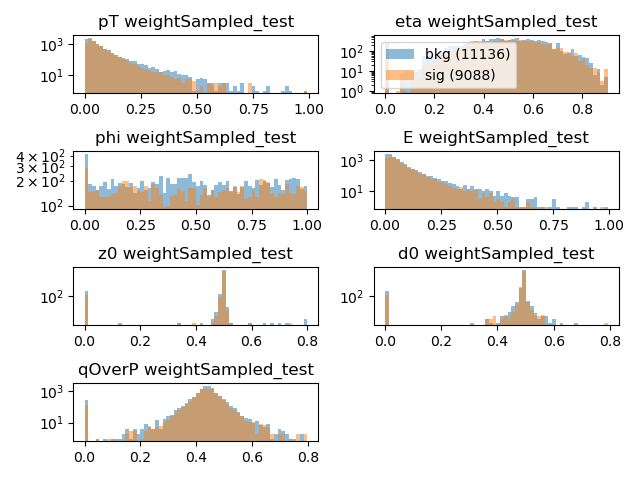 pT weightSampled_test
10³
10¹
0.00 0.25 0.50 0.75 1.00
eta weightSampled_test
10²
10¹
10⁰
bkg (11136)
sig (9088)
0.0 0.2 0.4 0.6 0.8
phi weightSampled_test
4 × 10²
3 × 10²
2 × 10²
10²
0.00 0.25 0.50 0.75 1.00
E weightSampled_test
10³
10¹
0.00 0.25 0.50 0.75 1.00
z0 weightSampled_test
10²
0.0 0.2 0.4 0.6 0.8
d0 weightSampled_test
10²
0.0 0.2 0.4 0.6 0.8
qOverP weightSampled_test
10³
10¹
0.0 0.2 0.4 0.6 0.8